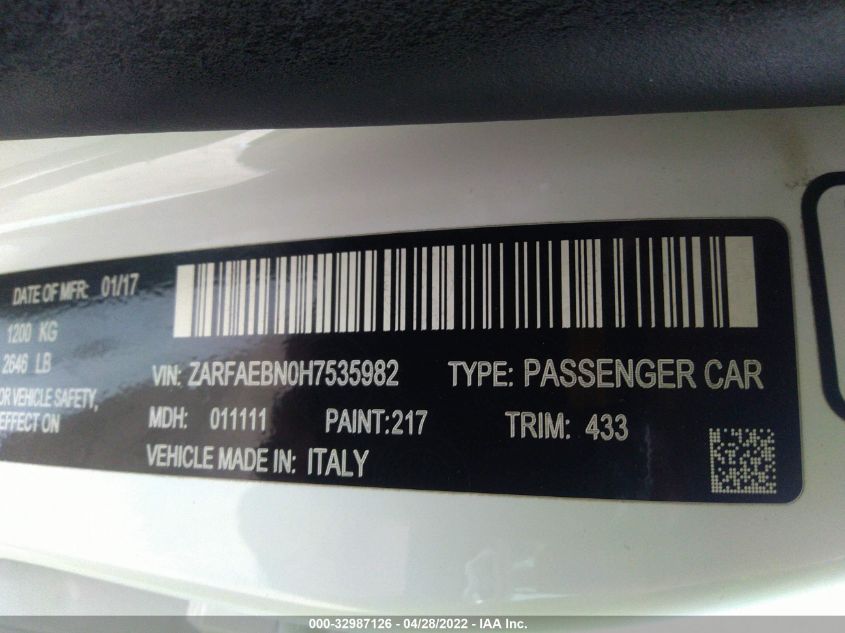 DATE OF MFR: 01/17
1200 KG
2646 LB
VEHICLE SAFETY,
EFFECT ON
VIN: ZARFAEBN0H7535982 TYPE: PASSENGER CAR
MDH: 011111 PAINT:217 TRIM: 433
VEHICLE MADE IN: ITALY
000-32987126 - 04/28/2022 - IAA Inc.